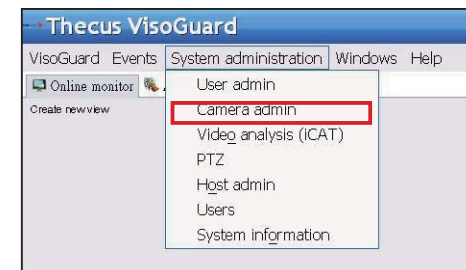 Thecus VisoGuard
VisoGuard Events System administration Windows Help
Online monitor
User admin
Create new view
Camera admin
Video analysis (iCAT)
PTZ
Host admin
Users
System information